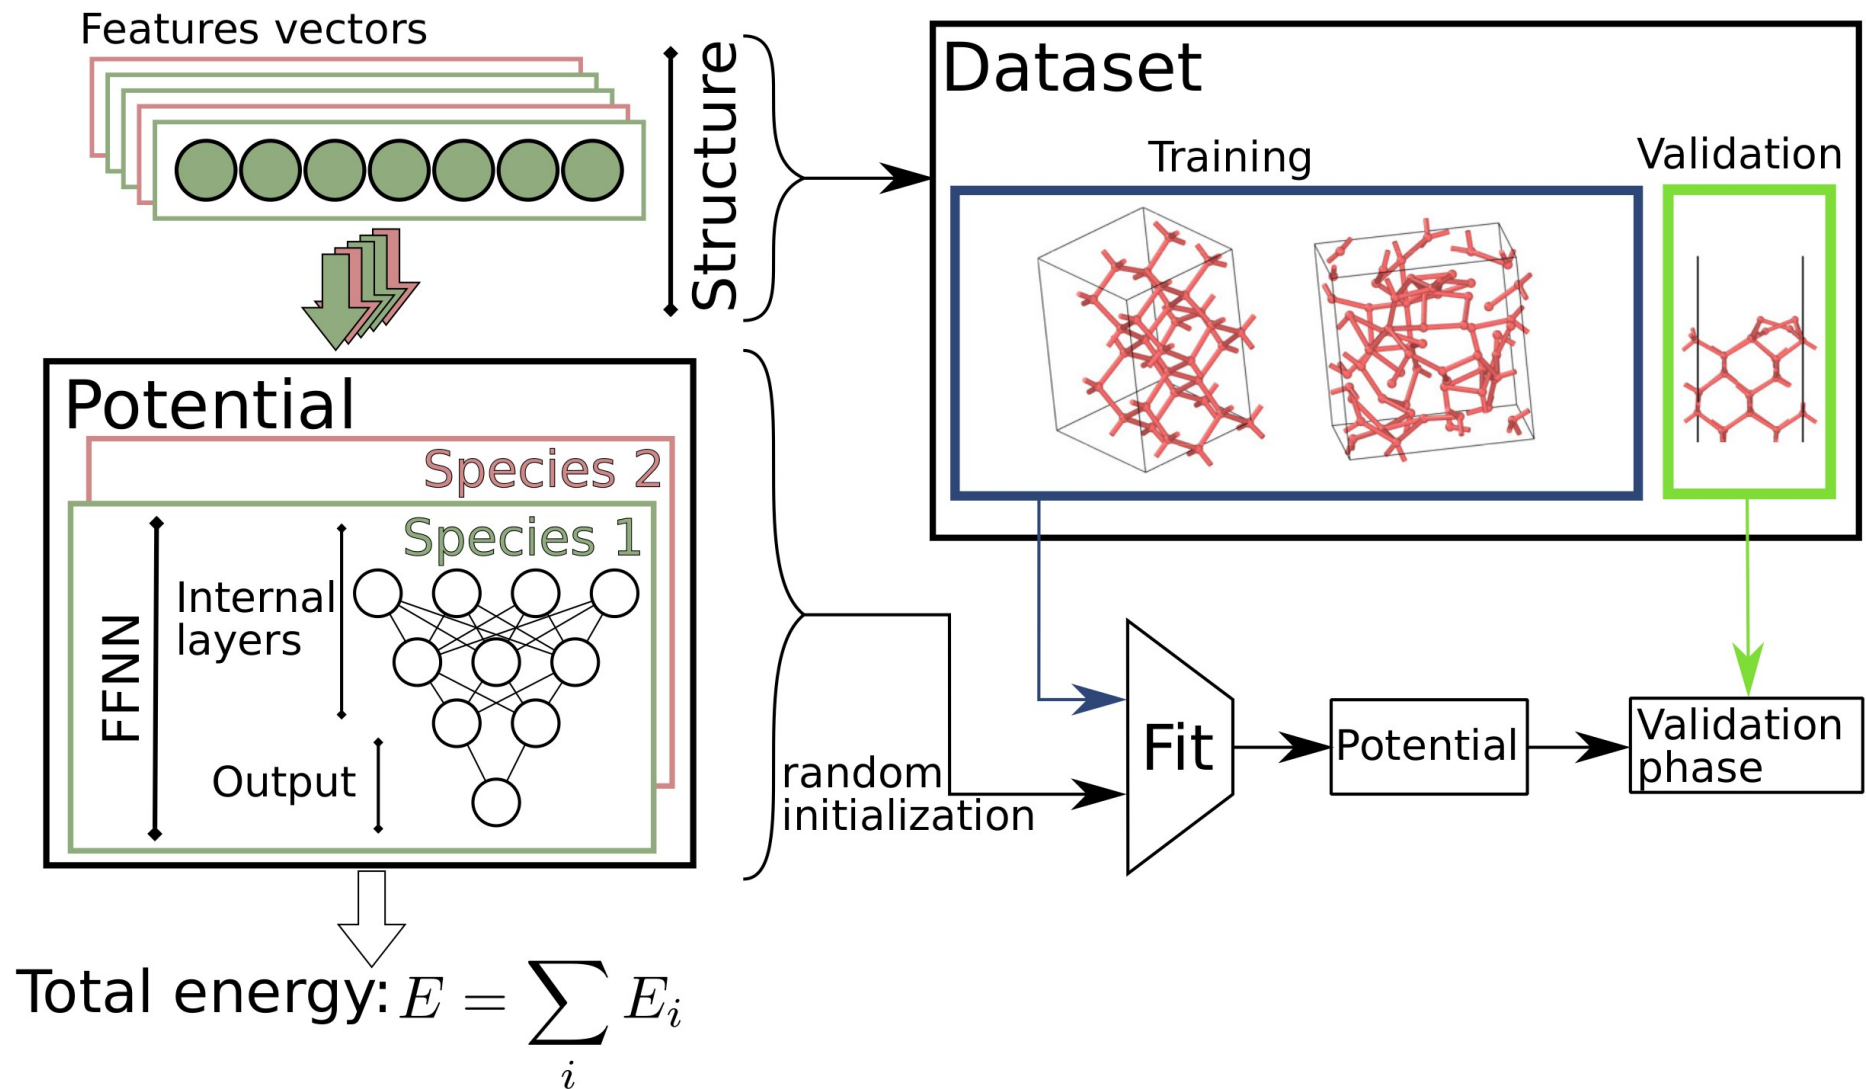 Features vectors
Structure
Dataset
Training
Validation
Potential
Species 2
Species 1
FFNN
Internal
layers
Output
random
initialization
Fit
Potential
Validation
phase
Total energy: E = ∑_i E_i